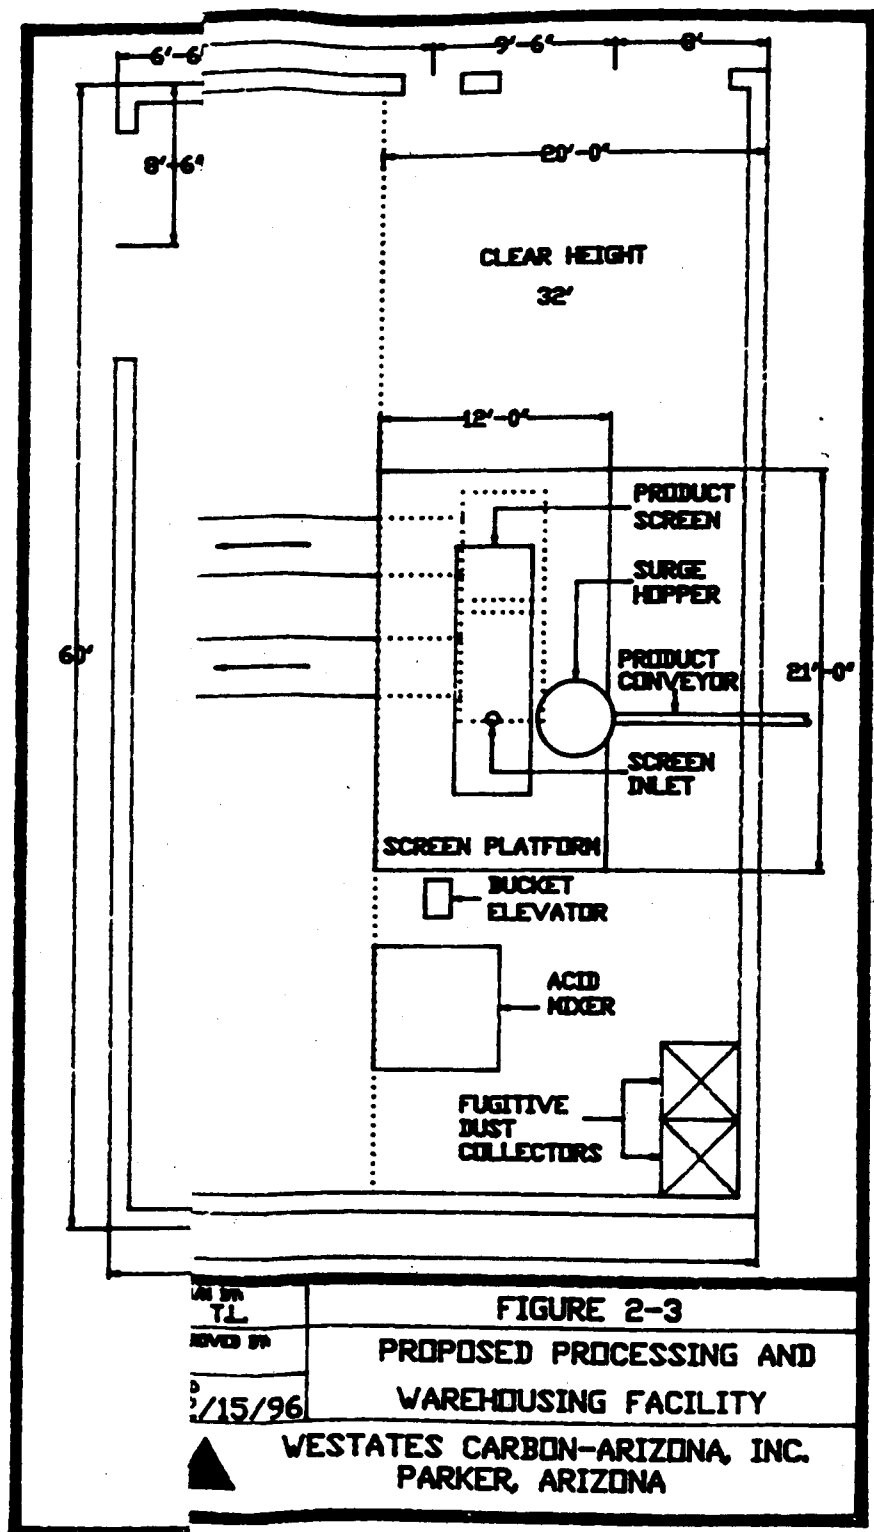 6'-6
9'-6"
8'
8'-6"
20'-0"
CLEAR HEIGHT
32'
12'-0"
PRODUCT
SCREEN
SURGE
HOPPER
60'
PRODUCT
CONVEYOR
21'-0"
SCREEN
INLET
SCREEN PLATFORM
BUCKET
ELEVATOR
ACID
MIXER
FUGITIVE
DUST
COLLECTORS
T.L.
FIGURE 2-3
PROPOSED PROCESSING AND
WAREHOUSING FACILITY
/15/96
WESTATES CARBON-ARIZONA, INC.
PARKER, ARIZONA